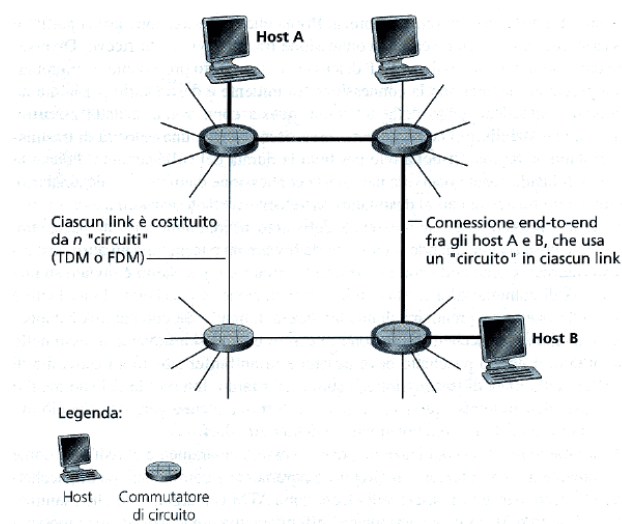 Host A
Ciascun link è costituito
da n "circuiti"
(TDM o FDM)
Connessione end-to-end
fra gli host A e B, che usa
un "circuito" in ciascun link
Host B
Legenda:
Host
Commutatore
di circuito